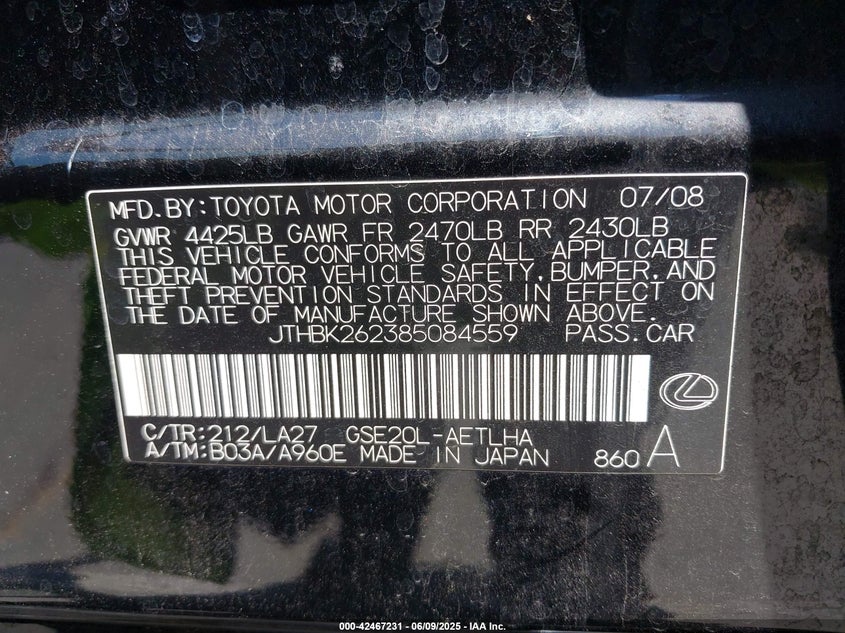 MFD.BY:TOYOTA MOTOR CORPORATION 07/08
GVWR 4425LB GAWR FR 2470LB RR 2430LB
THIS VEHICLE CONFORMS TO ALL APPLICABLE
FEDERAL MOTOR VEHICLE SAFETY,BUMPER,AND
THEFT PREVENTION STANDARDS IN EFFECT ON
THE DATE OF MANUFACTURE SHOWN ABOVE.
JTHBK262385084559 PASS.CAR
C/TR:212/LA27 GSE20L-AETLHA
A/TM:B03A/A960E MADE IN JAPAN 860 A
000-42467231 - 06/09/2025 - IAA Inc.